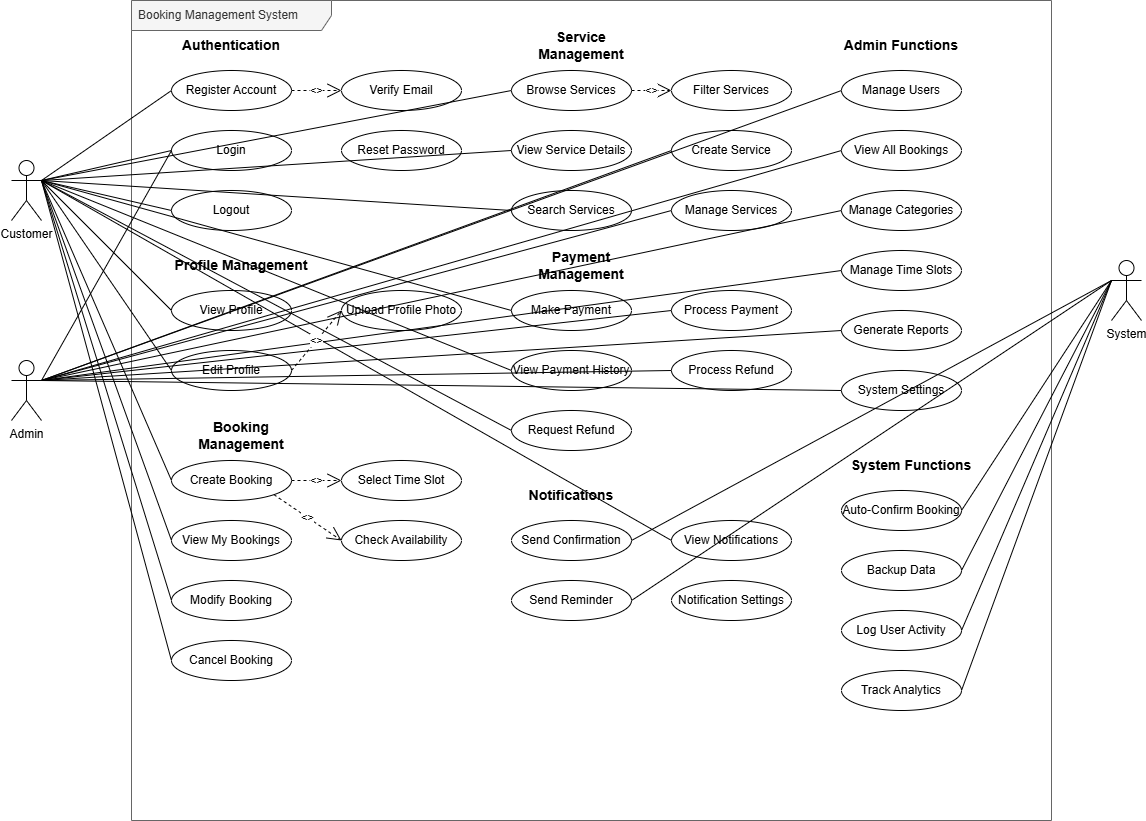 Booking Management System
Authentication
Service
Management
Admin Functions
Register Account
<>
Verify Email
Browse Services
<>
Filter Services
Manage Users
Login
Reset Password
View Service Details
Create Service
View All Bookings
Customer
Logout
Search Services
Manage Services
Manage Categories
Profile Management
Payment
Management
Manage Time Slots
View Profile
Upload Profile Photo
Make Payment
Process Payment
System
<>
Generate Reports
Edit Profile
View Payment History
Process Refund
System Settings
Admin
Booking
Management
Request Refund
System Functions
Create Booking
<>
Select Time Slot
Notifications
<>
Auto-Confirm Booking
View My Bookings
Check Availability
Send Confirmation
View Notifications
Backup Data
Modify Booking
Send Reminder
Notification Settings
Log User Activity
Cancel Booking
Track Analytics